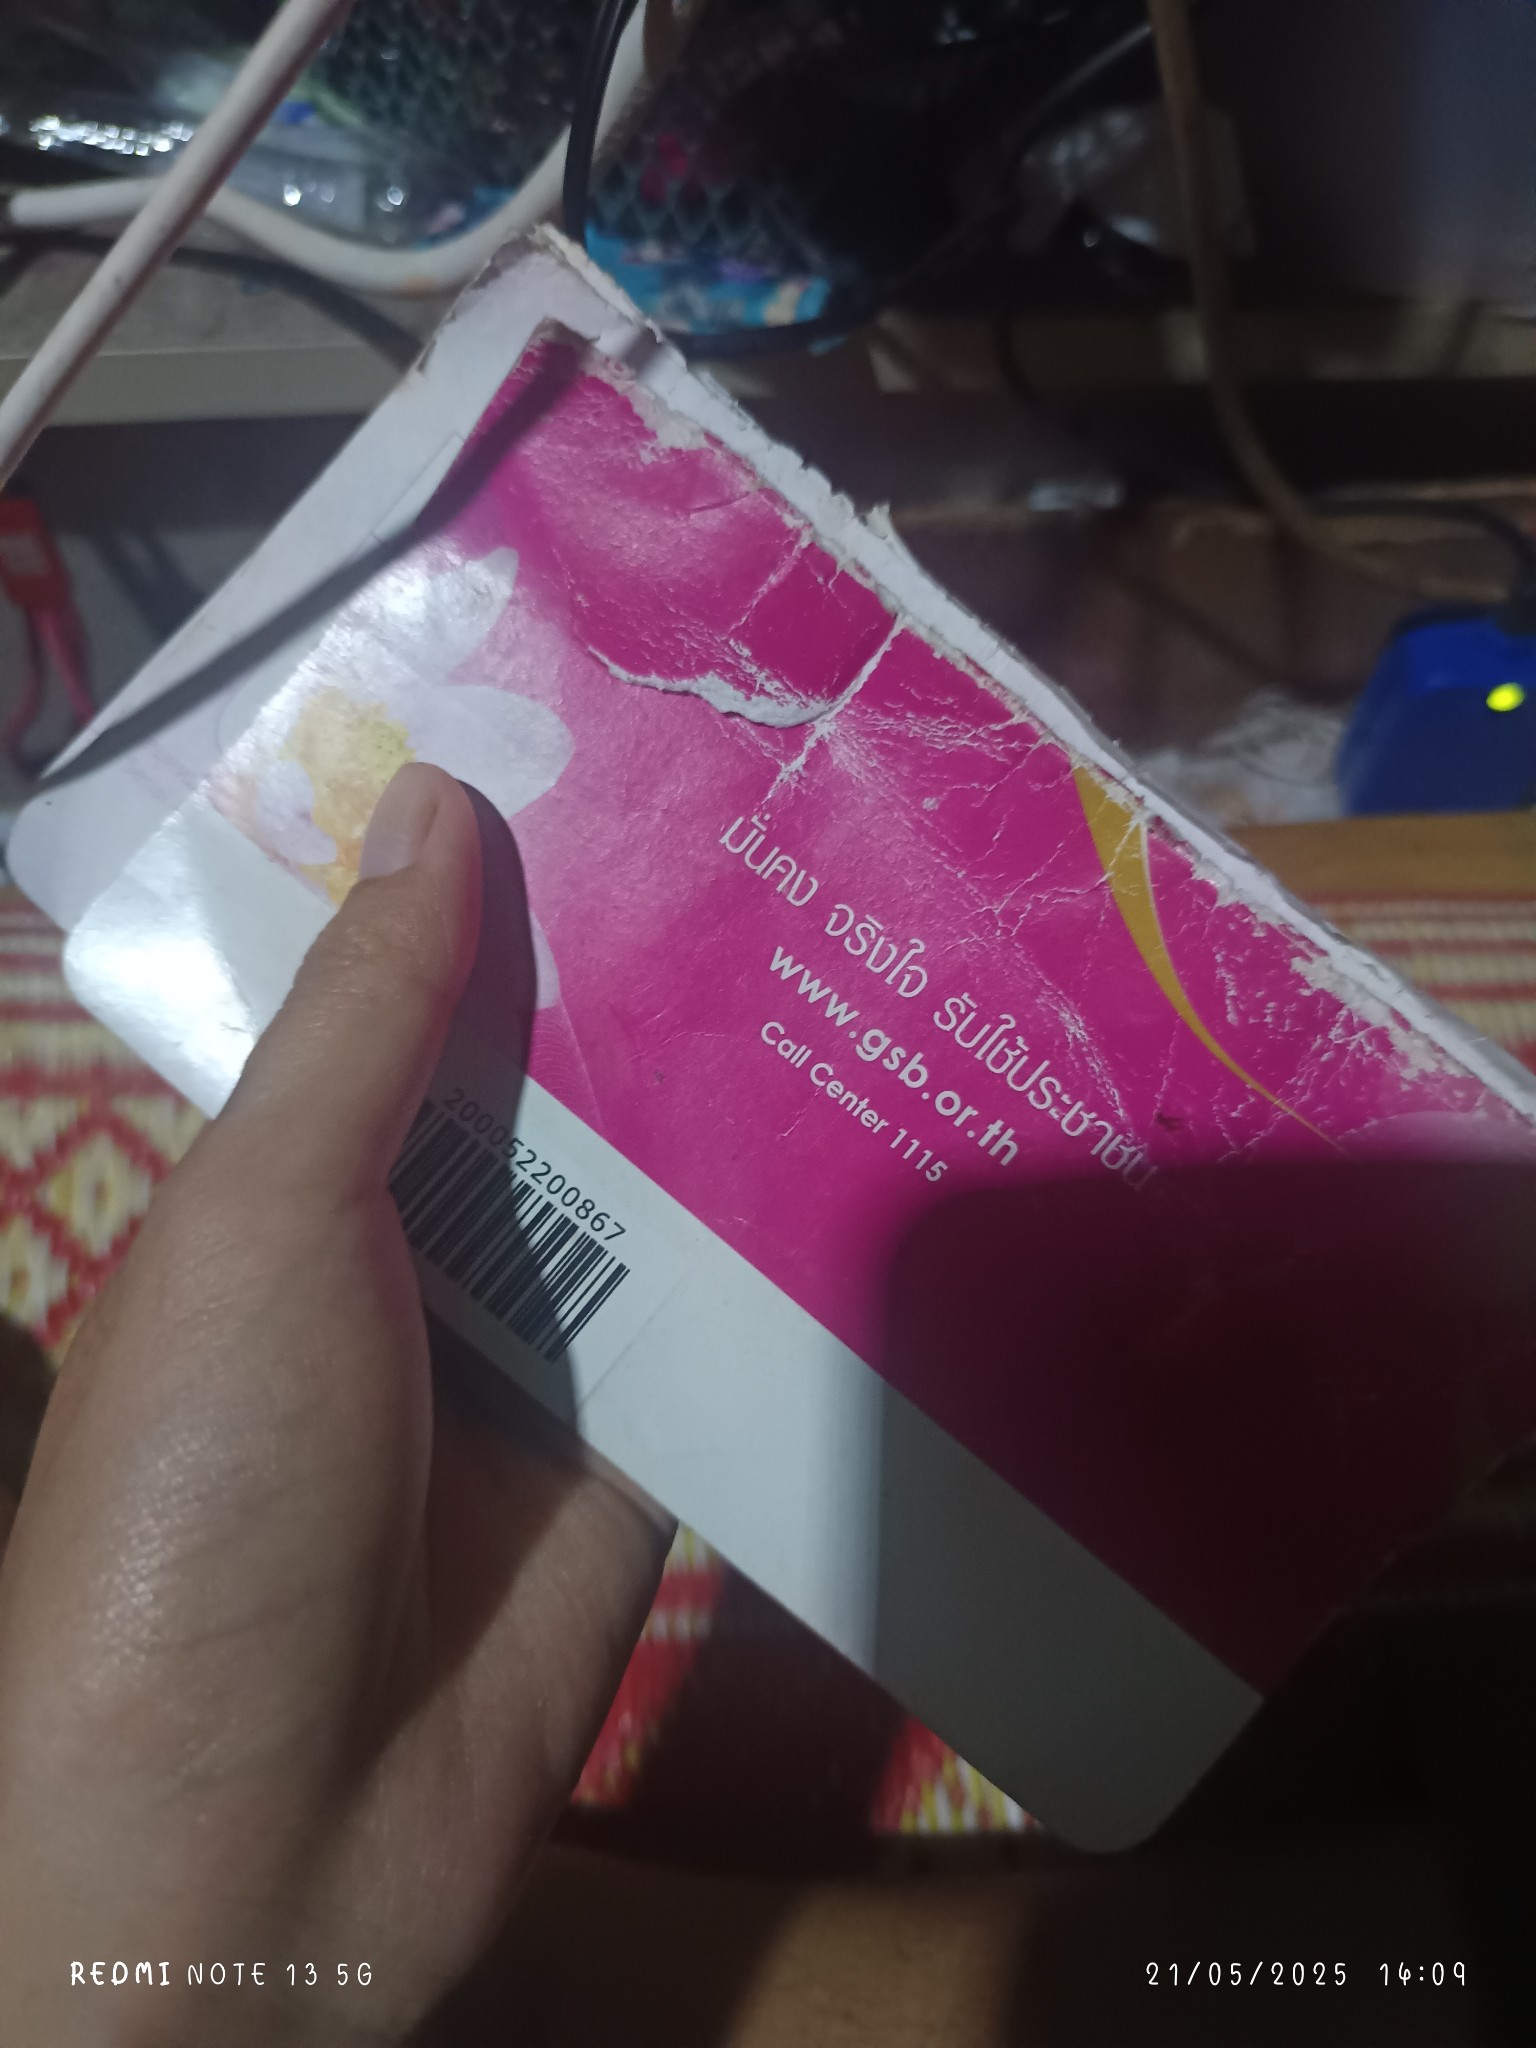 มั่นคง จริงใจ รับใช้ประชาชน
www.gsb.or.th
Call Center 1115
200052200867
REDMI NOTE 13 5G
21/05/2025 14:09